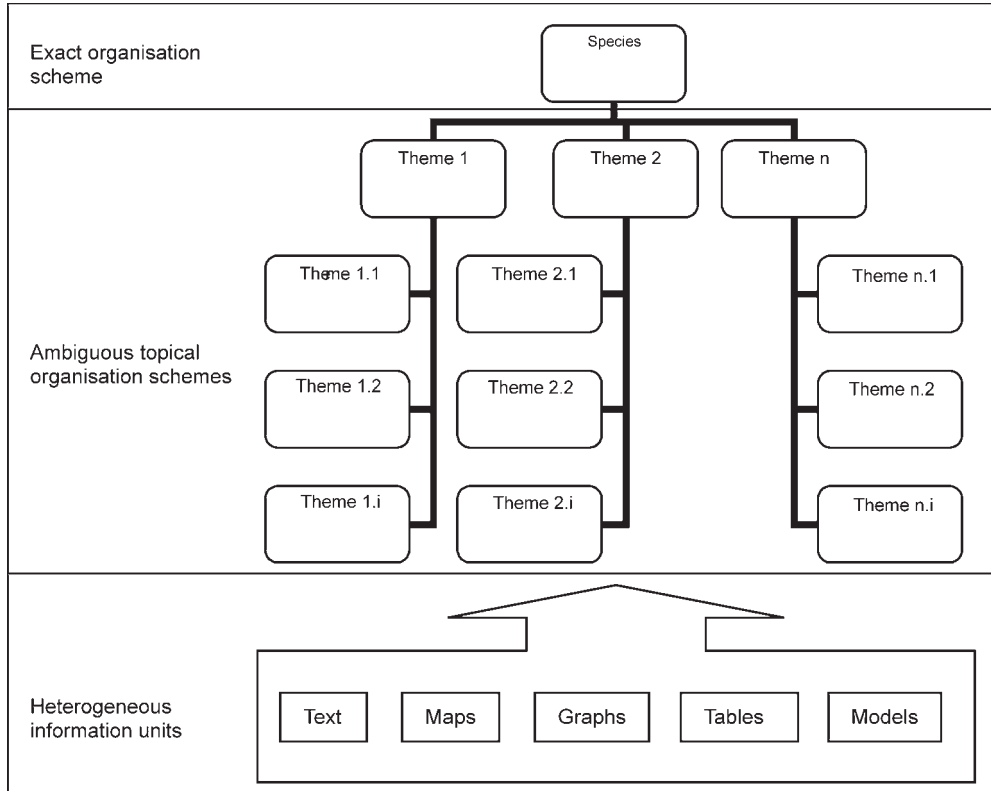 Exact organisation
scheme
Species
Theme 1
Theme 2
Theme n
Theme 1.1
Theme 2.1
Theme n.1
Ambiguous topical
organisation schemes
Theme 1.2
Theme 2.2
Theme n.2
Theme 1.i
Theme 2.i
Theme n.i
Heterogeneous
information units
Text
Maps
Graphs
Tables
Models